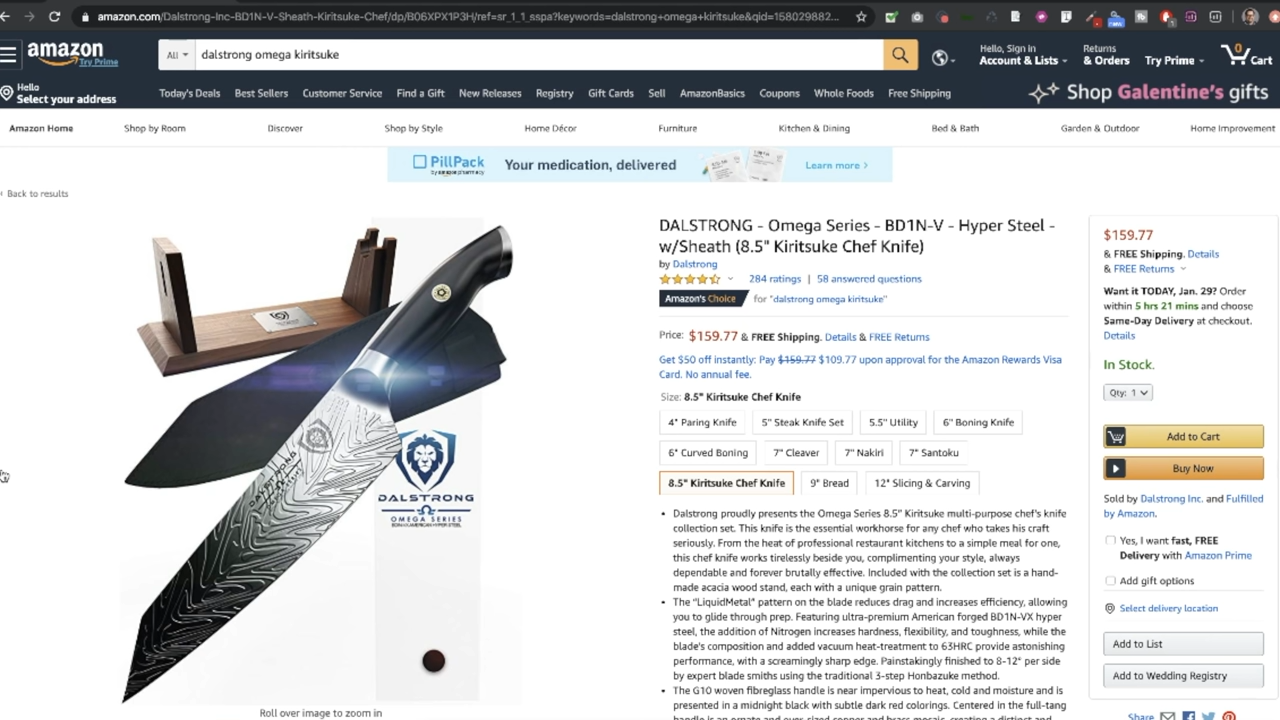 amazon.com/Dalstrong-Inc-BD1N-V-Sheath-Kiritsuke-Chef/dp/B06XPX1P3H/ref=sr_1_1_sspa?keywords=dalstrong+omega+kiritsuke&qid=158029882...
amazon
Try Prime
All
dalstrong omega kiritsuke
Hello, Sign in
Account & Lists
Returns
& Orders
Try Prime
0
Cart
Hello
Select your address
Today's Deals
Best Sellers
Customer Service
Find a Gift
New Releases
Registry
Gift Cards
Sell
AmazonBasics
Coupons
Whole Foods
Free Shipping
Shop Galentine's gifts
Amazon Home
Shop by Room
Discover
Shop by Style
Home Décor
Furniture
Kitchen & Dining
Bed & Bath
Garden & Outdoor
Home Improvement
PillPack
by amazon pharmacy
Your medication, delivered
Learn more ›
‹ Back to results
DALSTRONG
DALSTRONG
OMEGA SERIES
Roll over image to zoom in
DALSTRONG - Omega Series - BD1N-V - Hyper Steel -
w/Sheath (8.5" Kiritsuke Chef Knife)
by Dalstrong
284 ratings | 58 answered questions
Amazon's Choice for "dalstrong omega kiritsuke"
Price: $159.77 & FREE Shipping. Details & FREE Returns
Get $50 off instantly: Pay $159.77 $109.77 upon approval for the Amazon Rewards Visa
Card. No annual fee.
Size: 8.5" Kiritsuke Chef Knife
4" Paring Knife
5" Steak Knife Set
5.5" Utility
6" Boning Knife
6" Curved Boning
7" Cleaver
7" Nakiri
7" Santoku
8.5" Kiritsuke Chef Knife
9" Bread
12" Slicing & Carving
• Dalstrong proudly presents the Omega Series 8.5" Kiritsuke multi-purpose chef's knife
collection set. This knife is the essential workhorse for any chef who takes his craft
seriously. From the heat of professional restaurant kitchens to a simple meal for one,
this chef knife works tirelessly beside you, complimenting your style, always
dependable and forever brutally effective. Included with the collection set is a hand-
made acacia wood stand, each with a unique grain pattern.
• The "LiquidMetal" pattern on the blade reduces drag and increases efficiency, allowing
you to glide through prep. Featuring ultra-premium American forged BD1N-VX hyper
steel, the addition of Nitrogen increases hardness, flexibility, and toughness, while the
blade's composition and added vacuum heat-treatment to 63HRC provide astonishing
performance, with a screamingly sharp edge. Painstakingly finished to 8-12° per side
by expert blade smiths using the traditional 3-step Honbazuke method.
• The G10 woven fibreglass handle is near impervious to heat, cold and moisture and is
presented in a midnight black with subtle dark red colorings. Centered in the full-tang
handle is an ornate and over-sized copper and brass mosaic, creating a distinct and
$159.77
& FREE Shipping. Details
& FREE Returns
Want it TODAY, Jan. 29? Order
within 5 hrs 21 mins and choose
Same-Day Delivery at checkout.
Details
In Stock.
Qty: 1
Add to Cart
Buy Now
Sold by Dalstrong Inc. and Fulfilled
by Amazon.
Yes, I want fast, FREE
Delivery with Amazon Prime
Add gift options
Select delivery location
Add to List
Add to Wedding Registry
Share